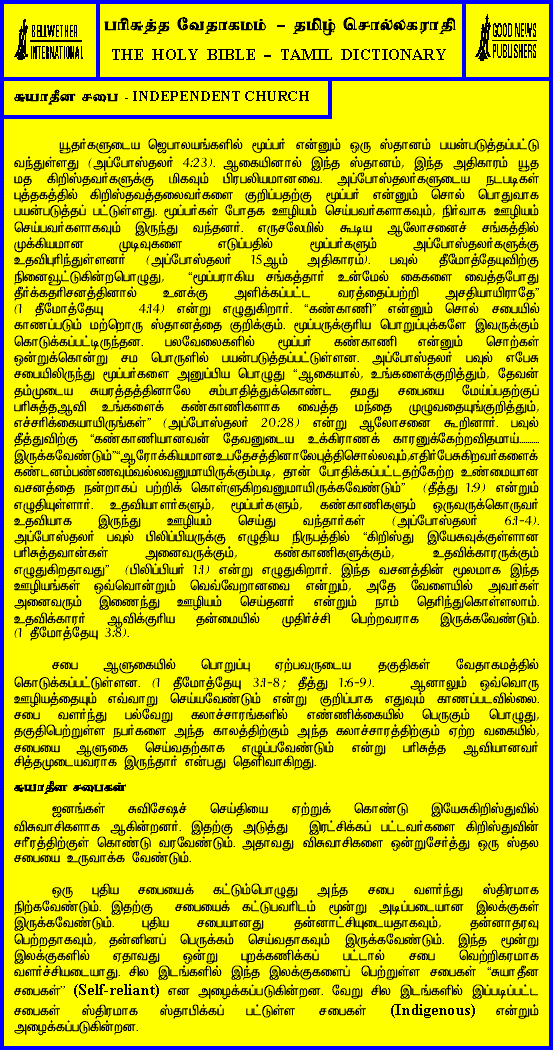 BELLWETHER
INTERNATIONAL
பரிசுத்த வேதாகமம் – தமிழ் சொல்லகராதி
THE HOLY BIBLE – TAMIL DICTIONARY
GOOD NEWS
PUBLISHERS
சுயாதீன சபை - INDEPENDENT CHURCH
யூதர்களுடைய ஜெபாலயங்களில் மூப்பர் என்னும் ஒரு ஸ்தானம் பயன்படுத்தப்பட்டு
வந்துள்ளது (அப்போஸ்தலர் 4:23). ஆகையினால் இந்த ஸ்தானம், இந்த அதிகாரம் யூத
மத கிறிஸ்தவர்களுக்கு மிகவும் பிரபலியமானவை. அப்போஸ்தலர்களுடைய நடபடிகள்
புத்தகத்தில் கிறிஸ்தவத்தலைவர்களை குறிப்பதற்கு மூப்பர் என்னும் சொல் பொதுவாக
பயன்படுத்தப் பட்டுள்ளது. மூப்பர்கள் போதக ஊழியம் செய்பவர்களாகவும், நிர்வாக ஊழியம்
செய்பவர்களாகவும் இருந்து வந்தனர். எருசலேமில் கூடிய ஆலோசனைச் சங்கத்தில்
முக்கியமான முடிவுகளை எடுப்பதில் மூப்பர்களும் அப்போஸ்தலர்களுக்கு
உதவிபுரிந்துள்ளனர் (அப்போஸ்தலர் 15ஆம் அதிகாரம்). பவுல் தீமோத்தேயுவிற்கு
நினைவூட்டுகின்றபொழுது, “மூப்பராகிய சங்கத்தார் உன்மேல் கைகளை வைத்தபோது
தீர்க்கதரிசனத்தினால் உனக்கு அளிக்கப்பட்ட வரத்தைப்பற்றி அசதியாயிராதே”
(1 தீமோத்தேயு 4:14) என்று எழுதுகிறார். “கண்காணி” என்னும் சொல் சபையில்
காணப்படும் மற்றொரு ஸ்தானத்தை குறிக்கும். மூப்பருக்குரிய பொறுப்புக்களே இவருக்கும்
கொடுக்கப்பட்டிருந்தன. பலவேலைகளில் மூப்பர் கண்காணி என்னும் சொற்கள்
ஒன்றுக்கொன்று சம பொருளில் பயன்படுத்தப்பட்டுள்ளன. அப்போஸ்தலர் பவுல் எபேசு
சபையிலிருந்து மூப்பர்களை அனுப்பிய பொழுது “ஆகையால், உங்களைக்குறித்தும், தேவன்
தம்முடைய சுயரத்தத்தினாலே சம்பாதித்துக்கொண்ட தமது சபையை மேய்ப்பதற்குப்
பரிசுத்தஆவி உங்களைக் கண்காணிகளாக வைத்த மந்தை முழுவதையுங்குறித்தும்,
எச்சரிக்கையாயிருங்கள்” (அப்போஸ்தலர் 20:28) என்று ஆலோசனை கூறினார். பவுல்
தீத்துவிற்கு “கண்காணியானவன் தேவனுடைய உக்கிராணக் காரனுக்கேற்றவிதமாய்..........
இருக்கவேண்டும்”“ஆரோக்கியமானஉபதேசத்தினாலேபுத்திசொல்லவும்,எதிர்பேசுகிறவர்களைக்
கண்டனம்பண்ணவும்வல்லவனுமாயிருக்கும்படி, தான் போதிக்கப்பட்டதற்கேற்ற உண்மையான
வசனத்தை நன்றாகப் பற்றிக் கொள்ளுகிறவனுமாயிருக்கவேண்டும்” (தீத்து 1:9) என்றும்
எழுதியுள்ளார். உதவியாளர்களும், மூப்பர்களும், கண்காணிகளும் ஒருவருக்கொருவர்
உதவியாக இருந்து ஊழியம் செய்து வந்தார்கள் (அப்போஸ்தலர் 6:1-4).
அப்போஸ்தலர் பவுல் பிலிப்பியருக்கு எழுதிய நிருபத்தில் “கிறிஸ்து இயேசுவுக்குள்ளான
பரிசுத்தவான்கள் அனைவருக்கும், கண்காணிகளுக்கும், உதவிக்காரருக்கும்
எழுதுகிறதாவது” (பிலிப்பியர் 1:1) என்று எழுதுகிறார். இந்த வசனத்தின் மூலமாக இந்த
ஊழியங்கள் ஒவ்வொன்றும் வெவ்வேறானவை என்றும், அதே வேளையில் அவர்கள்
அனைவரும் இணைந்து ஊழியம் செய்தனர் என்றும் நாம் தெரிந்துகொள்ளலாம்.
உதவிக்காரர் ஆவிக்குரிய தன்மையில் முதிர்ச்சி பெற்றவராக இருக்கவேண்டும்.
(1 தீமோத்தேயு 3:8).
சபை ஆளுகையில் பொறுப்பு ஏற்பவருடைய தகுதிகள் வேதாகமத்தில்
கொடுக்கப்பட்டுள்ளன. (1 தீமோத்தேயு 3:1-8; தீத்து 1:6-9). ஆனாலும் ஒவ்வொரு
ஊழியத்தையும் எவ்வாறு செய்யவேண்டும் என்று குறிப்பாக எதுவும் காணப்படவில்லை.
சபை வளர்ந்து பல்வேறு கலாச்சாரங்களில் எண்ணிக்கையில் பெருகும் பொழுது,
தகுதிபெற்றுள்ள நபர்களை அந்த காலத்திற்கும் அந்த கலாச்சாரத்திற்கும் ஏற்ற வகையில்,
சபையை ஆளுகை செய்வதற்காக எழுப்பவேண்டும் என்று பரிசுத்த ஆவியானவர்
சித்தமுடையவராக இருந்தார் என்பது தெளிவாகிறது.
சுயாதீன சபைகள்
ஜனங்கள் சுவிசேஷச் செய்தியை ஏற்றுக் கொண்டு இயேசுகிறிஸ்துவில்
விசுவாசிகளாக ஆகின்றனர். இதற்கு அடுத்து இரட்சிக்கப் பட்டவர்களை கிறிஸ்துவின்
சரீரத்திற்குள் கொண்டு வரவேண்டும். அதாவது விசுவாசிகளை ஒன்றுசேர்த்து ஒரு ஸ்தல
சபையை உருவாக்க வேண்டும்.
ஒரு புதிய சபையைக் கட்டும்பொழுது அந்த சபை வளர்ந்து ஸ்திரமாக
நிற்கவேண்டும். இதற்கு சபையைக் கட்டுபவரிடம் மூன்று அடிப்படையான இலக்குகள்
இருக்கவேண்டும். புதிய சபையானது தன்னாட்சியுடையதாகவும், தன்னாதரவு
பெற்றதாகவும், தன்னினப் பெருக்கம் செய்வதாகவும் இருக்கவேண்டும். இந்த மூன்று
இலக்குகளில் ஏதாவது ஒன்று புறக்கணிக்கப் பட்டால் சபை வெற்றிகரமாக
வளர்ச்சியடையாது. சில இடங்களில் இந்த இலக்குகளைப் பெற்றுள்ள சபைகள் “சுயாதீன
சபைகள்” (Self-reliant) என அழைக்கப்படுகின்றன. வேறு சில இடங்களில் இப்படிப்பட்ட
சபைகள் ஸ்திரமாக ஸ்தாபிக்கப் பட்டுள்ள சபைகள் (Indigenous) என்றும்
அழைக்கப்படுகின்றன.